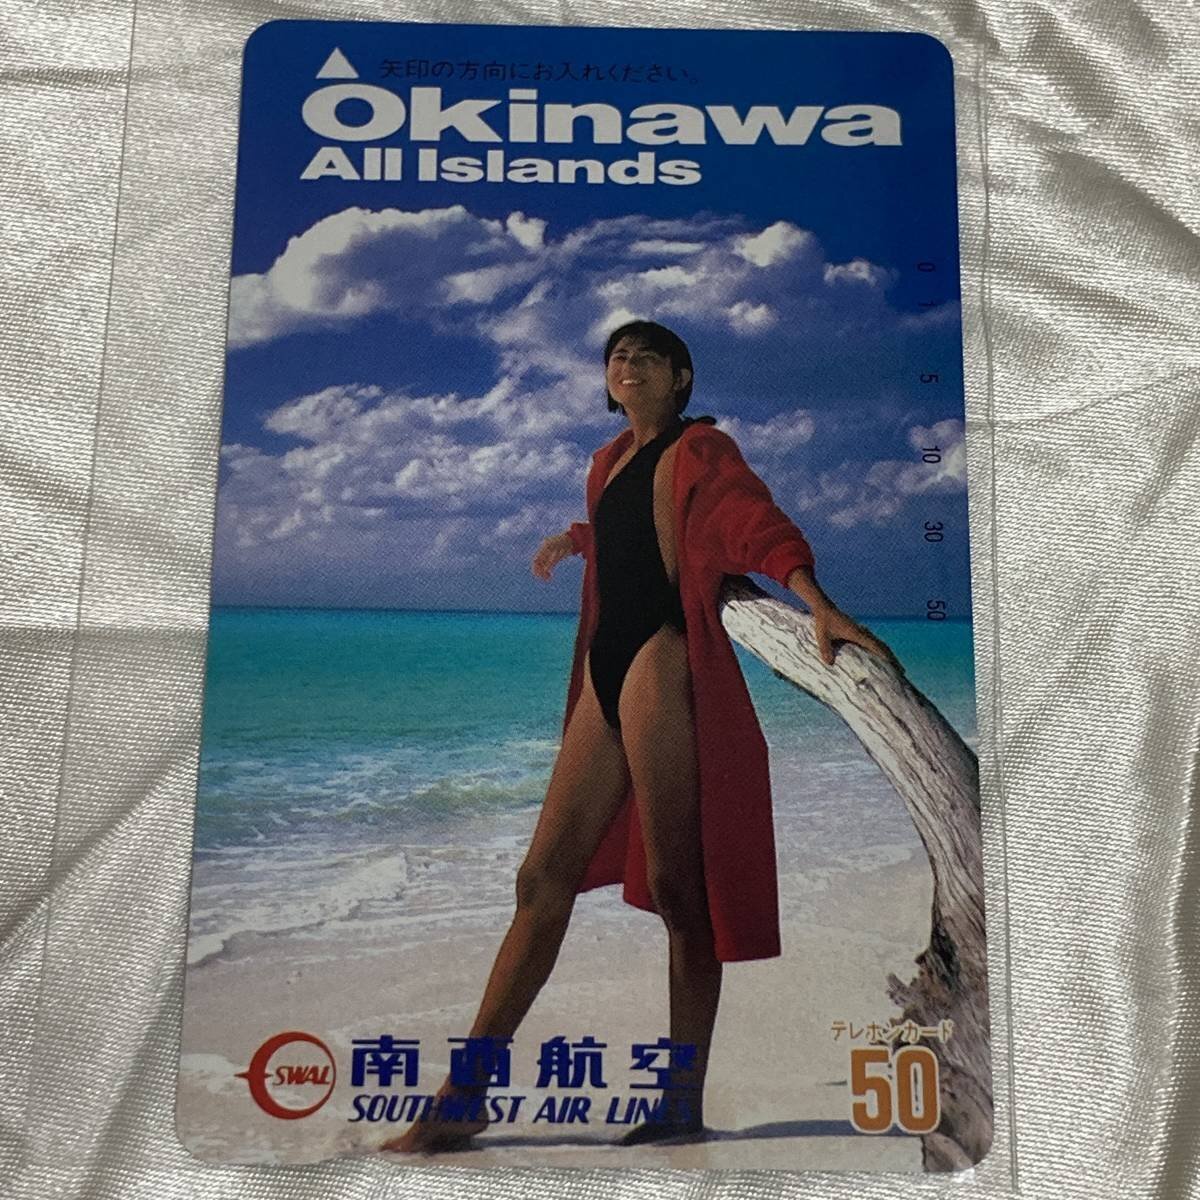 矢印の方向にお入れください。
Okinawa
All Islands
0
1
5
10
30
50
テレホンカード
50
SWAL
南西航空
SOUTHWEST AIR LINES